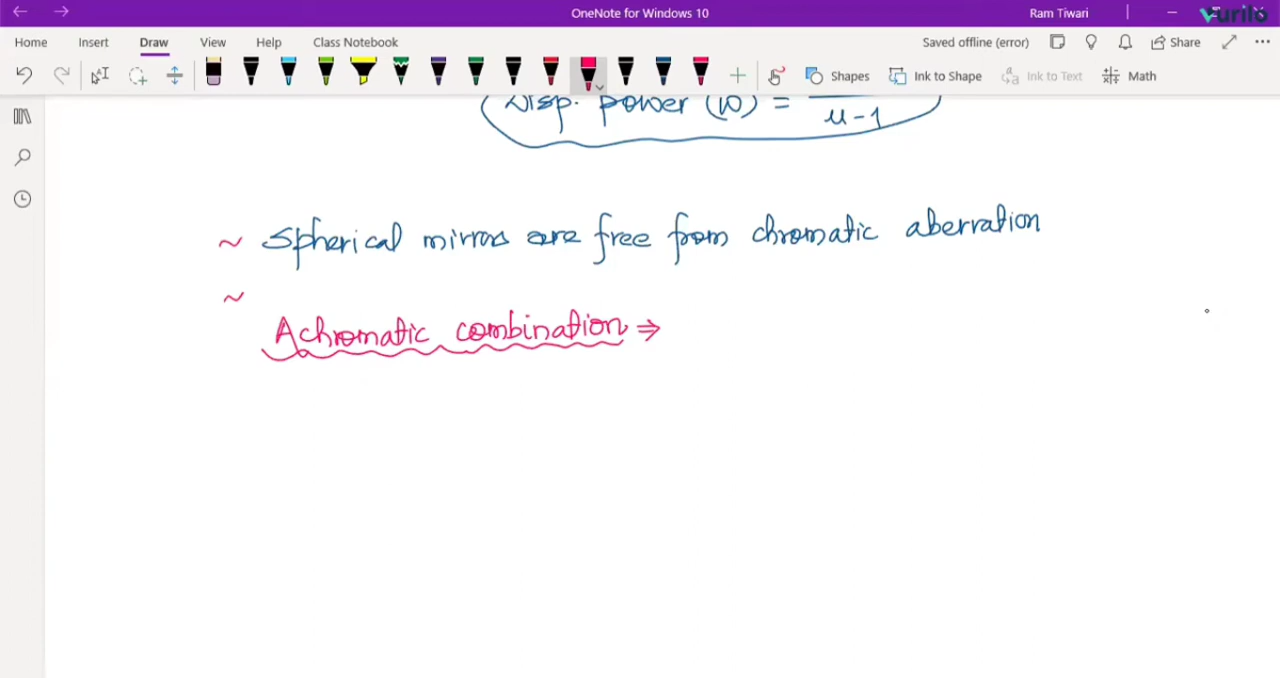 OneNote for Windows 10
Ram Tiwari
Yurilo
Home Insert Draw View Help Class Notebook
Saved offline (error) Share
Shapes Ink to Shape Ink to Text Math
Disp. power (ω) =
μ-1
~ Spherical mirrors are free from chromatic aberration
~
Achromatic combination ⇒